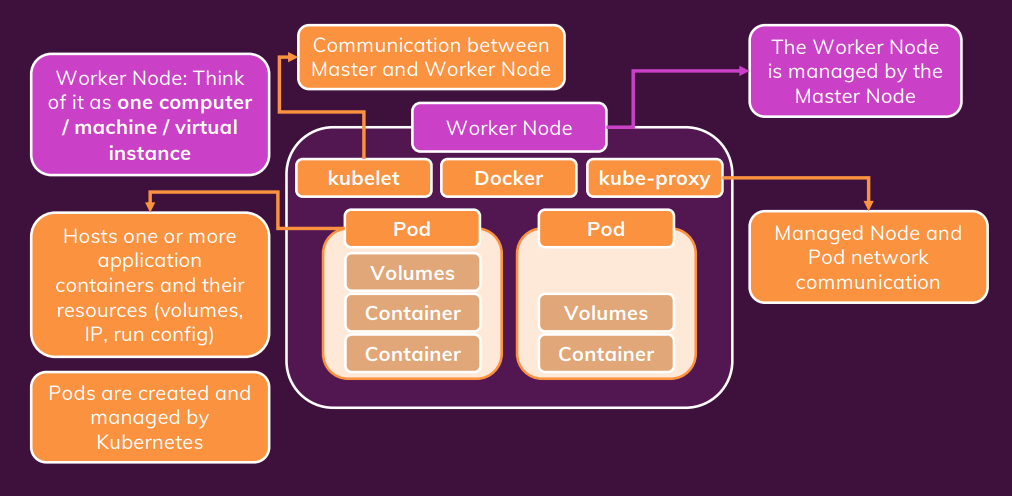 Communication between
Master and Worker Node
The Worker Node
is managed by the
Master Node
Worker Node: Think
of it as one computer
/ machine / virtual
instance
Worker Node
kubelet
Docker
kube-proxy
Pod
Volumes
Container
Container
Pod
Volumes
Container
Hosts one or more
application
containers and their
resources (volumes,
IP, run config)
Managed Node and
Pod network
communication
Pods are created and
managed by
Kubernetes